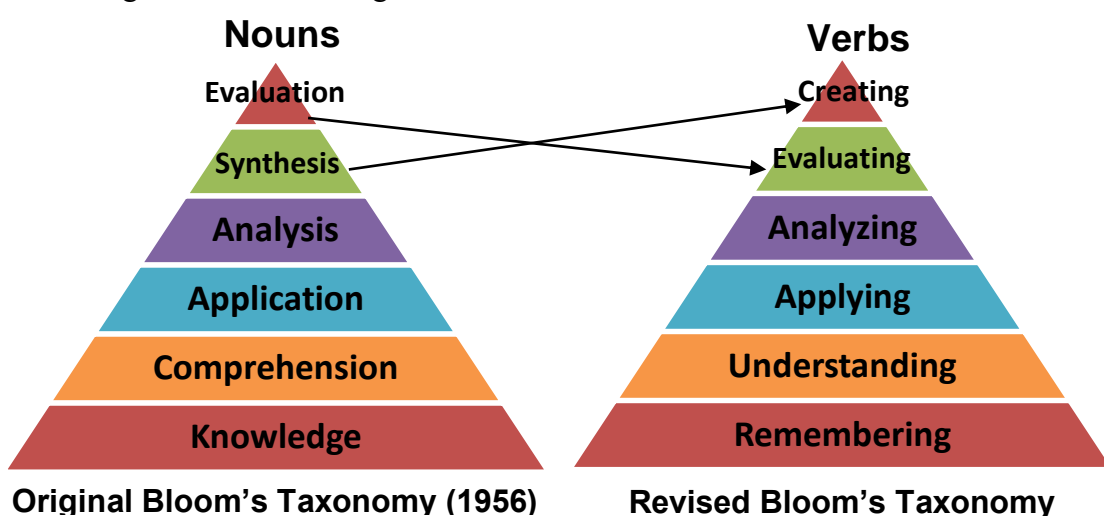 Nouns
Evaluation
Synthesis
Analysis
Application
Comprehension
Knowledge
Original Bloom's Taxonomy (1956)
Verbs
Creating
Evaluating
Analyzing
Applying
Understanding
Remembering
Revised Bloom's Taxonomy